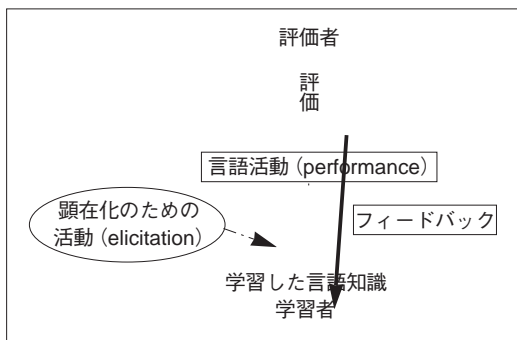 評価者
評
価
言語活動（performance）
顕在化のための
活動（elicitation）
フィードバック
学習した言語知識
学習者